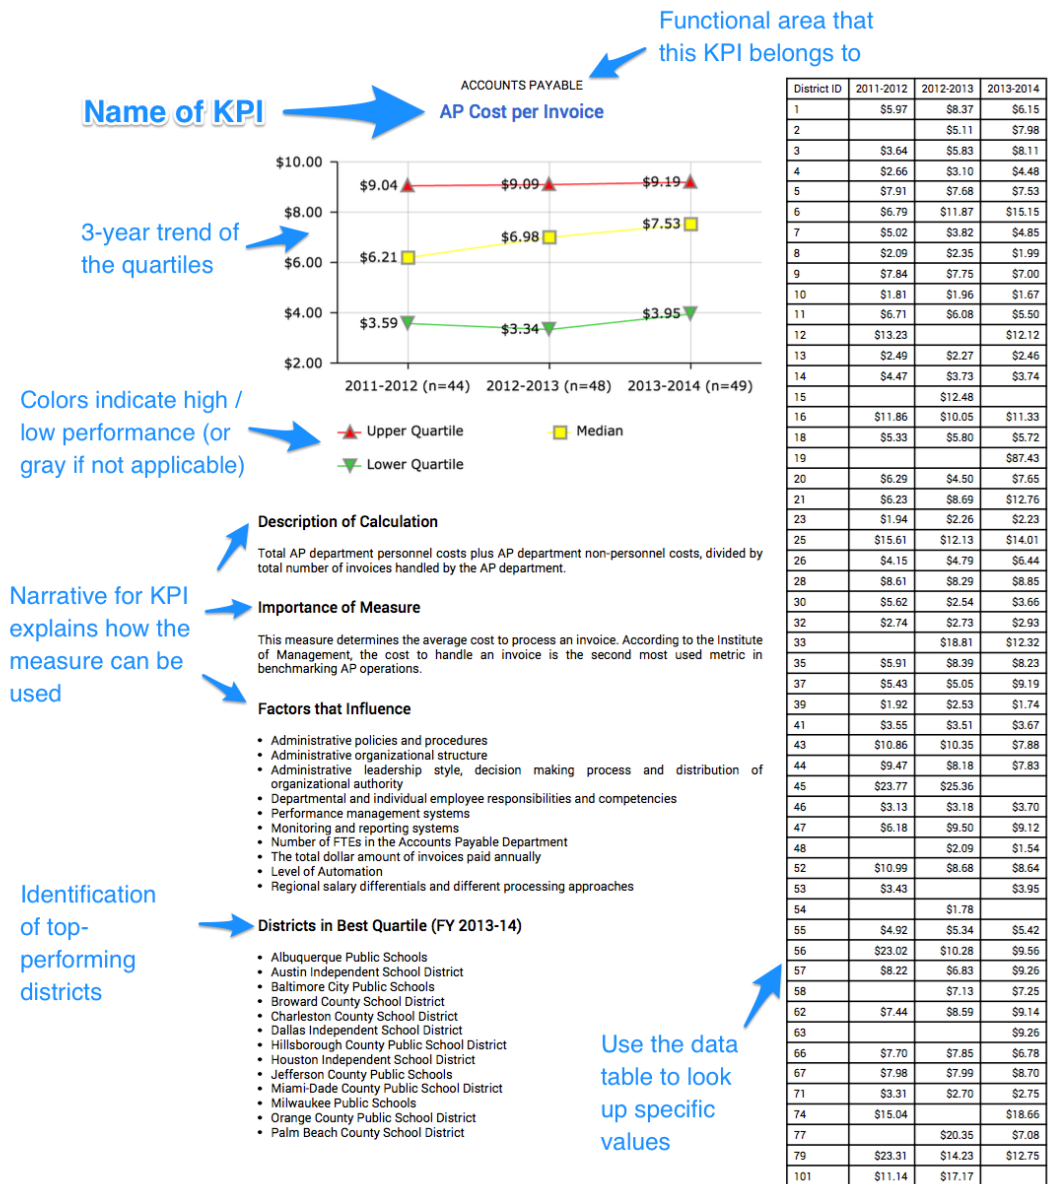 Functional area that
this KPI belongs to
ACCOUNTS PAYABLE
Name of KPI
AP Cost per Invoice
$10.00
$8.00
$6.00
$4.00
$2.00
$9.04 $9.09 $9.19
$6.21 $6.98 $7.53
$3.59 $3.34 $3.95
2011-2012 (n=44) 2012-2013 (n=48) 2013-2014 (n=49)
3-year trend of
the quartiles
Colors indicate high /
low performance (or
gray if not applicable)
Upper Quartile Median
Lower Quartile
Description of Calculation
Total AP department personnel costs plus AP department non-personnel costs, divided by
total number of invoices handled by the AP department.
Narrative for KPI
explains how the
measure can be
used
Importance of Measure
This measure determines the average cost to process an invoice. According to the Institute
of Management, the cost to handle an invoice is the second most used metric in
benchmarking AP operations.
Factors that Influence
• Administrative policies and procedures
• Administrative organizational structure
• Administrative leadership style, decision making process and distribution of
organizational authority
• Departmental and individual employee responsibilities and competencies
• Performance management systems
• Monitoring and reporting systems
• Number of FTEs in the Accounts Payable Department
• The total dollar amount of invoices paid annually
• Level of Automation
• Regional salary differentials and different processing approaches
Identification
of top-
performing
districts
Districts in Best Quartile (FY 2013-14)
• Albuquerque Public Schools
• Austin Independent School District
• Baltimore City Public Schools
• Broward County School District
• Charleston County School District
• Dallas Independent School District
• Hillsborough County Public School District
• Houston Independent School District
• Jefferson County Public Schools
• Miami-Dade County Public School District
• Milwaukee Public Schools
• Orange County Public School District
• Palm Beach County School District
Use the data
table to look
up specific
values
District ID 2011-2012 2012-2013 2013-2014
1 $5.97 $8.37 $6.15
2 $5.11 $7.98
3 $3.64 $5.83 $8.11
4 $2.66 $3.10 $4.48
5 $7.91 $7.68 $7.53
6 $6.79 $11.87 $15.15
7 $5.02 $3.82 $4.85
8 $2.09 $2.35 $1.99
9 $7.84 $7.75 $7.00
10 $1.81 $1.96 $1.67
11 $6.71 $6.08 $5.50
12 $13.23 $12.12
13 $2.49 $2.27 $2.46
14 $4.47 $3.73 $3.74
15 $12.48
16 $11.86 $10.05 $11.33
18 $5.33 $5.80 $5.72
19 $87.43
20 $6.29 $4.50 $7.65
21 $6.23 $8.69 $12.76
23 $1.94 $2.26 $2.23
25 $15.61 $12.13 $14.01
26 $4.15 $4.79 $6.44
28 $8.61 $8.29 $8.85
30 $5.62 $2.54 $3.66
32 $2.74 $2.73 $2.93
33 $18.81 $12.32
35 $5.91 $8.39 $8.23
37 $5.43 $5.05 $9.19
39 $1.92 $2.53 $1.74
41 $3.55 $3.51 $3.67
43 $10.86 $10.35 $7.88
44 $9.47 $8.18 $7.83
45 $23.77 $25.36
46 $3.13 $3.18 $3.70
47 $6.18 $9.50 $9.12
48 $2.09 $1.54
52 $10.99 $8.68 $8.64
53 $3.43 $3.95
54 $1.78
55 $4.92 $5.34 $5.42
56 $23.02 $10.28 $9.56
57 $8.22 $6.83 $9.26
58 $7.13 $7.25
62 $7.44 $8.59 $9.14
63 $9.26
66 $7.70 $7.85 $6.78
67 $7.98 $7.99 $8.70
71 $3.31 $2.70 $2.75
74 $15.04 $18.66
77 $20.35 $7.08
79 $23.31 $14.23 $12.75
101 $11.14 $17.17